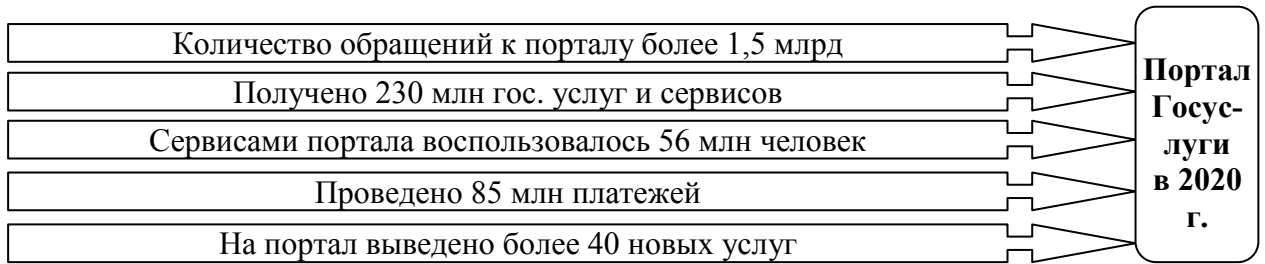 Количество обращений к порталу более 1,5 млрд
Получено 230 млн гос. услуг и сервисов
Сервисами портала воспользовалось 56 млн человек
Проведено 85 млн платежей
На портал выведено более 40 новых услуг
Портал
Госус-
луги
в 2020
г.